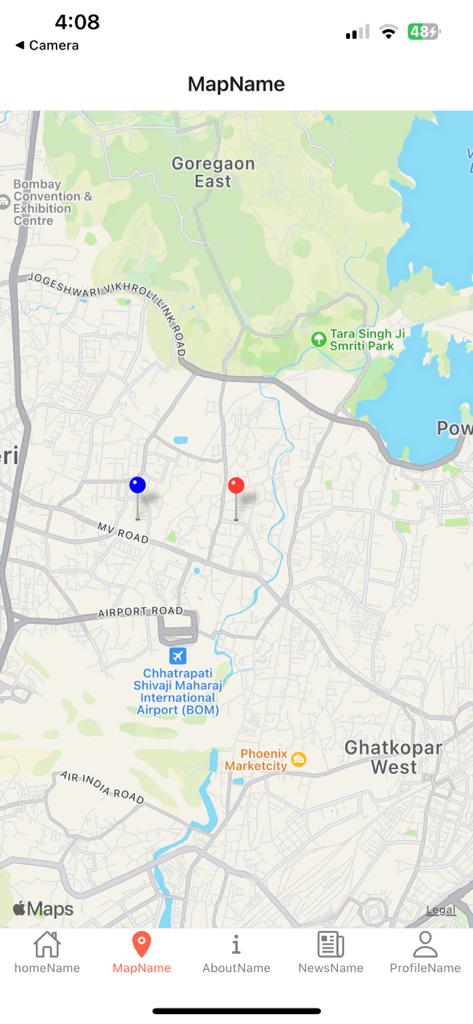 4:08
48
◀ Camera
MapName
Goregaon
East
Bombay
Convention &
Exhibition
Centre
JOGESHWARI VIKHROLI LINK ROAD
Tara Singh Ji
Smriti Park
Pow
eri
MV ROAD
AIRPORT ROAD
Chhatrapati
Shivaji Maharaj
International
Airport (BOM)
Phoenix
Marketcity
Ghatkopar
West
AIR INDIA ROAD
Maps
Legal
homeName
MapName
AboutName
NewsName
ProfileName